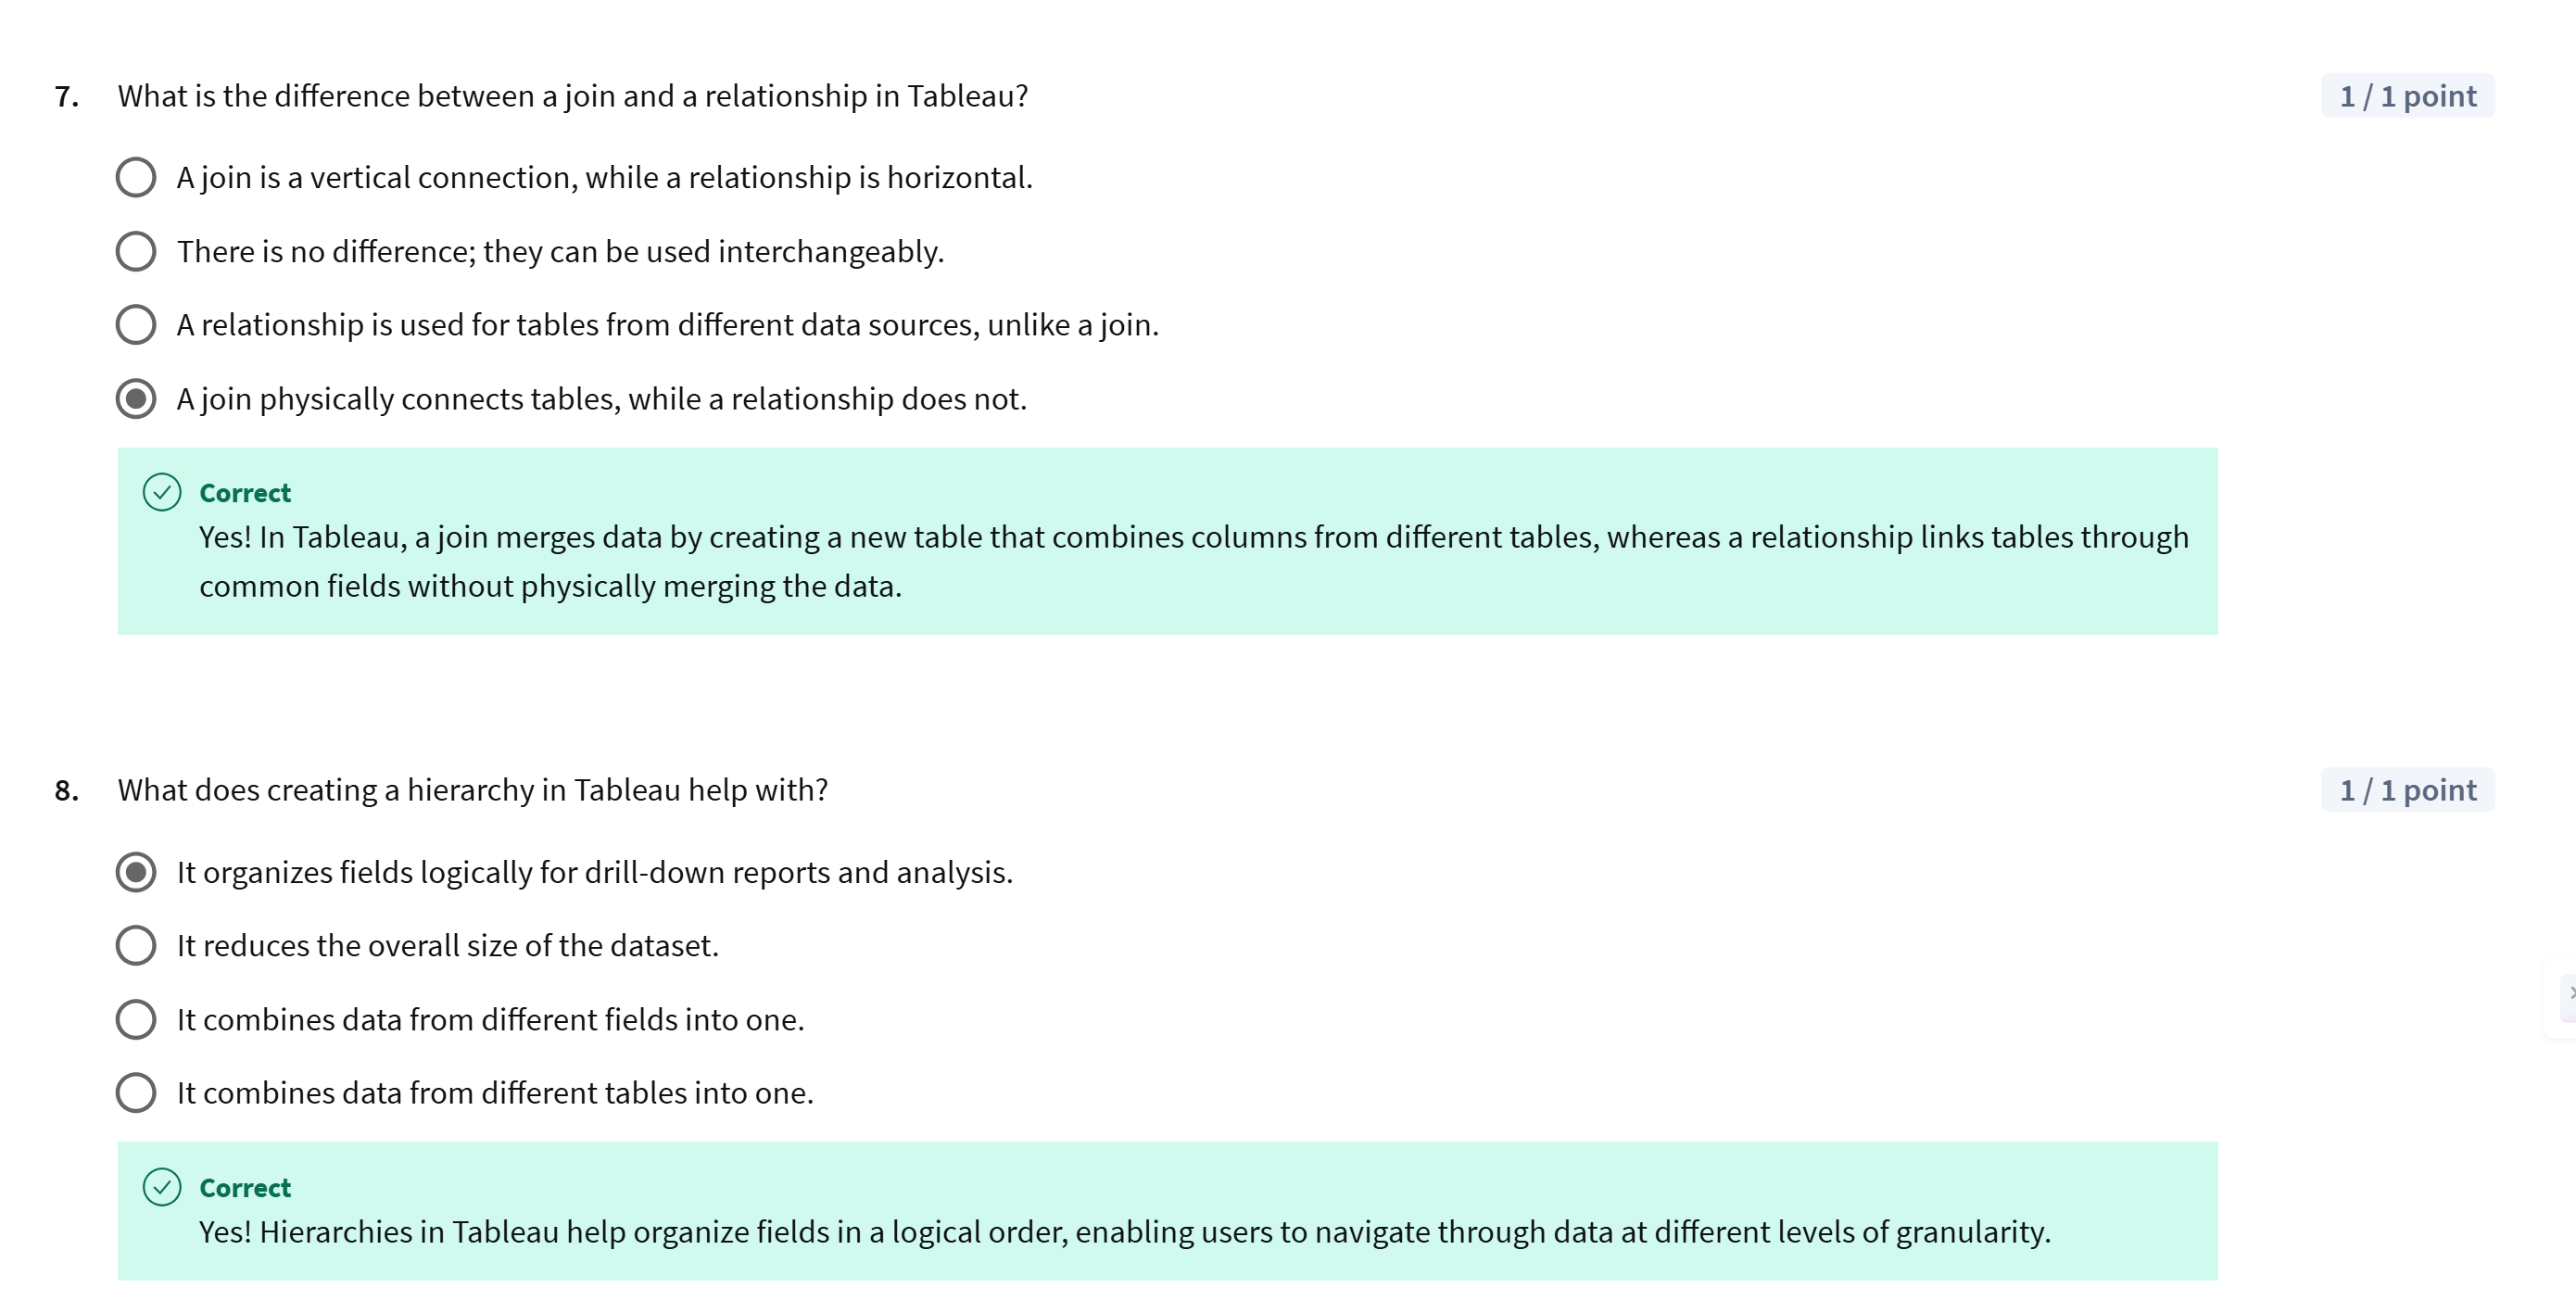 7. What is the difference between a join and a relationship in Tableau?
1 / 1 point
A join is a vertical connection, while a relationship is horizontal.
There is no difference; they can be used interchangeably.
A relationship is used for tables from different data sources, unlike a join.
A join physically connects tables, while a relationship does not.
Correct
Yes! In Tableau, a join merges data by creating a new table that combines columns from different tables, whereas a relationship links tables through
common fields without physically merging the data.
8. What does creating a hierarchy in Tableau help with?
1 / 1 point
It organizes fields logically for drill-down reports and analysis.
It reduces the overall size of the dataset.
It combines data from different fields into one.
It combines data from different tables into one.
Correct
Yes! Hierarchies in Tableau help organize fields in a logical order, enabling users to navigate through data at different levels of granularity.